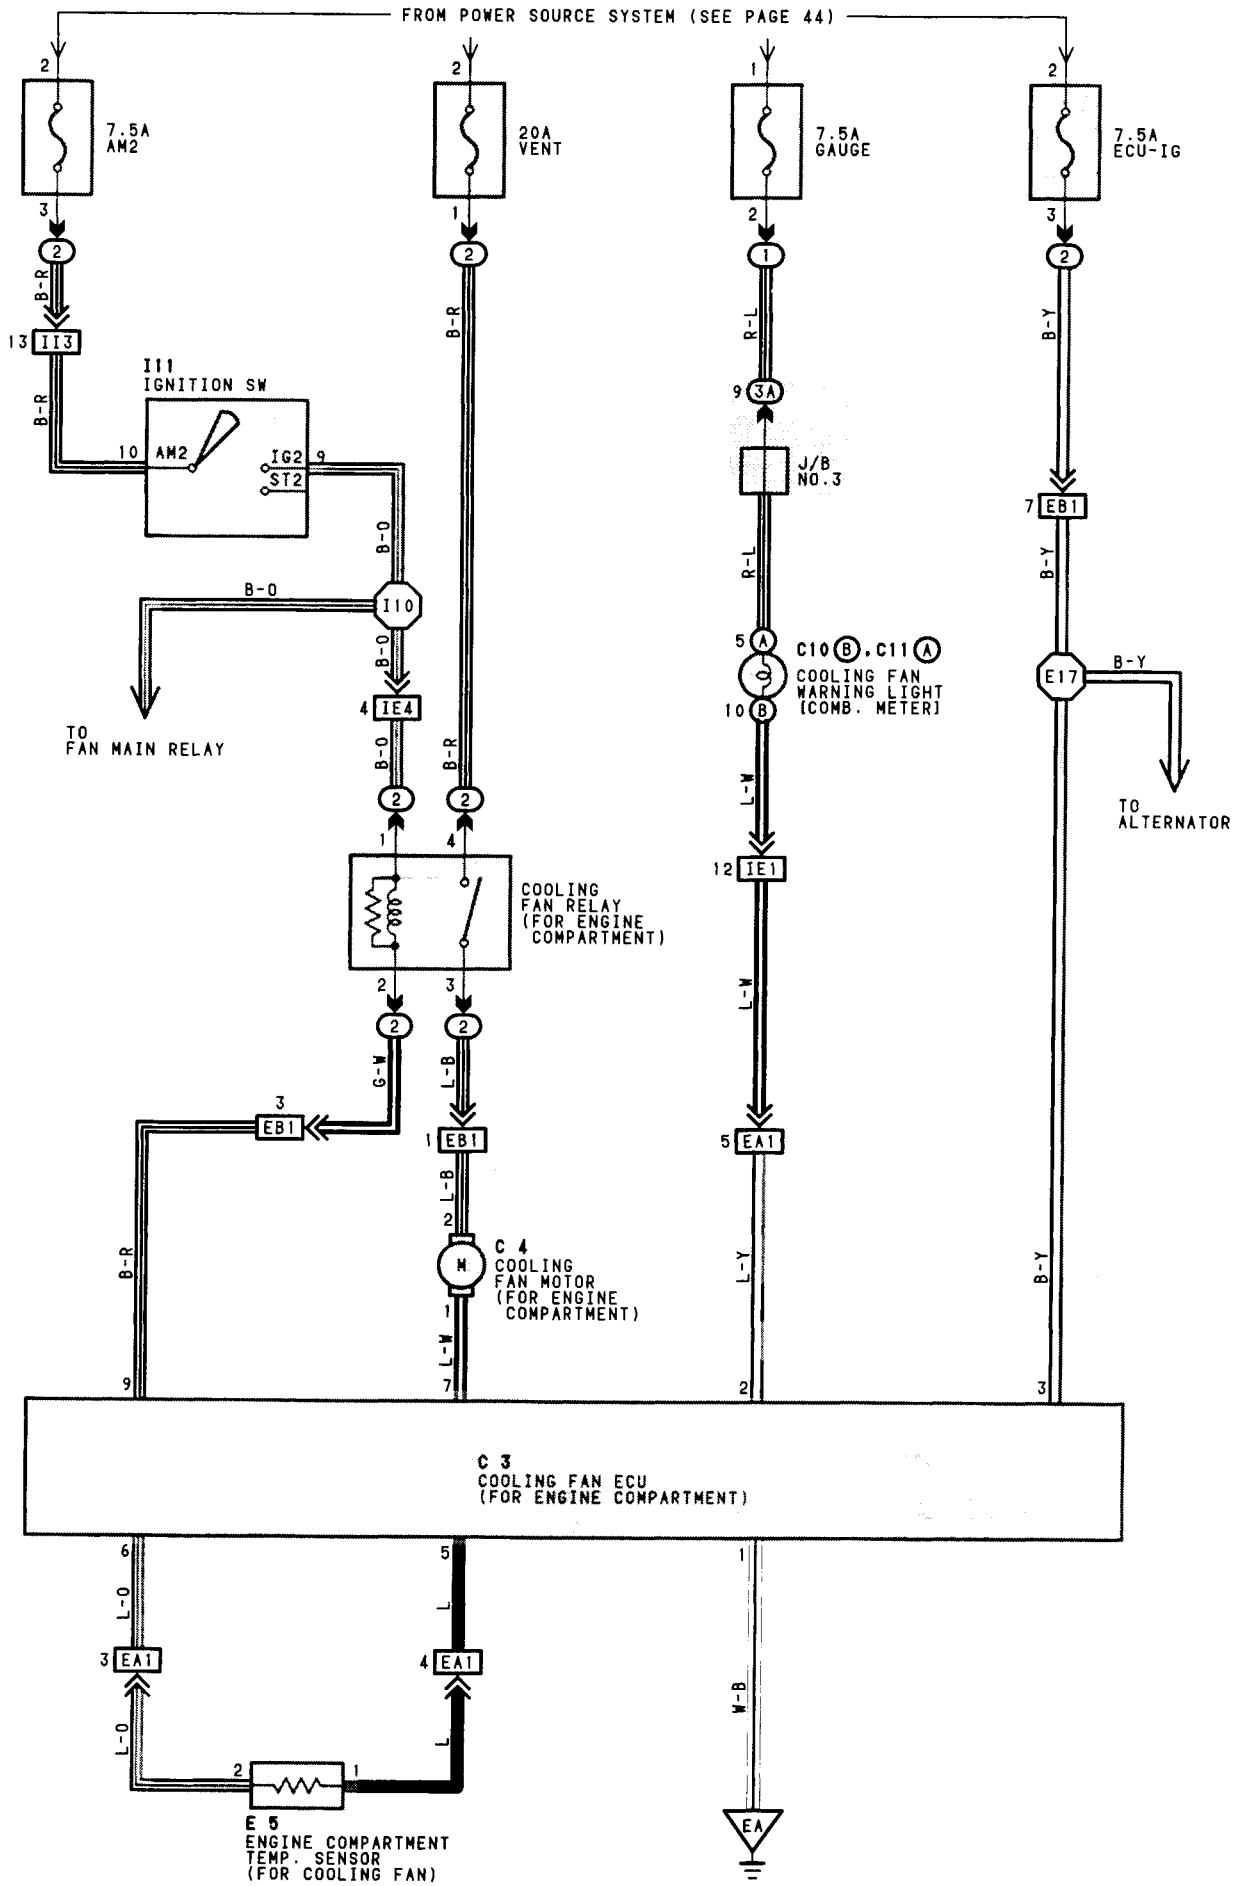 FROM POWER SOURCE SYSTEM (SEE PAGE 44)
2
2
1
2
7.5A
AM2
20A
VENT
7.5A
GAUGE
7.5A
ECU-IG
3
1
2
3
2
2
1
2
B-R
B-R
R-L
B-Y
13 II3
I11
IGNITION SW
B-R
10 AM2
IG2 9
ST2
9 3A
J/B
NO.3
7 EB1
B-O
R-L
B-Y
B-O
I10
B-O
5 A
C10 B, C11 A
COOLING FAN
WARNING LIGHT
[COMB. METER]
10 B
E17
B-Y
4 IE4
TO
FAN MAIN RELAY
B-O
B-R
L-W
2
2
TO
ALTERNATOR
1
4
12 IE1
COOLING
FAN RELAY
(FOR ENGINE
COMPARTMENT)
L-W
2
3
2
2
G-W
L-B
3
EB1
1 EB1
5 EA1
L-B
2
M
C 4
COOLING
FAN MOTOR
(FOR ENGINE
COMPARTMENT)
1
B-R
L-W
L-Y
B-Y
9
7
2
3
C 3
COOLING FAN ECU
(FOR ENGINE COMPARTMENT)
6
5
1
L-O
L
3 EA1
4 EA1
W-B
L-O
L
2
1
E 5
ENGINE COMPARTMENT
TEMP. SENSOR
(FOR COOLING FAN)
EA